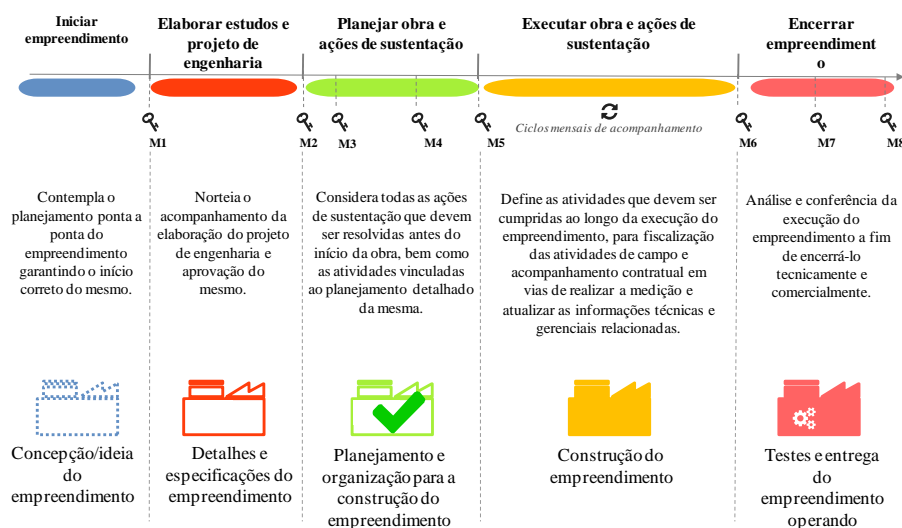 Iniciar
empreendimento
Elaborar estudos e
projeto de
engenharia
Planejar obra e
ações de sustentação
Executar obra e ações de
sustentação
Encerrar
empreendiment
o
Ciclos mensais de acompanhamento
M1
M2
M3
M4
M5
M6
M7
M8
Contempla o
planejamento ponta a
ponta do
empreendimento
garantindo o início
correto do mesmo.
Norteia o
acompanhamento da
elaboração do projeto
de engenharia e
aprovação do
mesmo.
Considera todas as ações
de sustentação que devem
ser resolvidas antes do
início da obra, bem como
as atividades vinculadas
ao planejamento detalhado
da mesma.
Define as atividades que devem ser
cumpridas ao longo da execução do
empreendimento, para fiscalização
das atividades de campo e
acompanhamento contratual em
vias de realizar a medição e
atualizar as informações técnicas e
gerenciais relacionadas.
Análise e conferência da
execução do
empreendimento a fim
de encerrá-lo
tecnicamente e
comercialmente.
Concepção/ideia
do
empreendimento
Detalhes e
especificações do
empreendimento
Planejamento e
organização para a
construção do
empreendimento
Construção do
empreendimento
Testes e entrega
do
empreendimento
operando